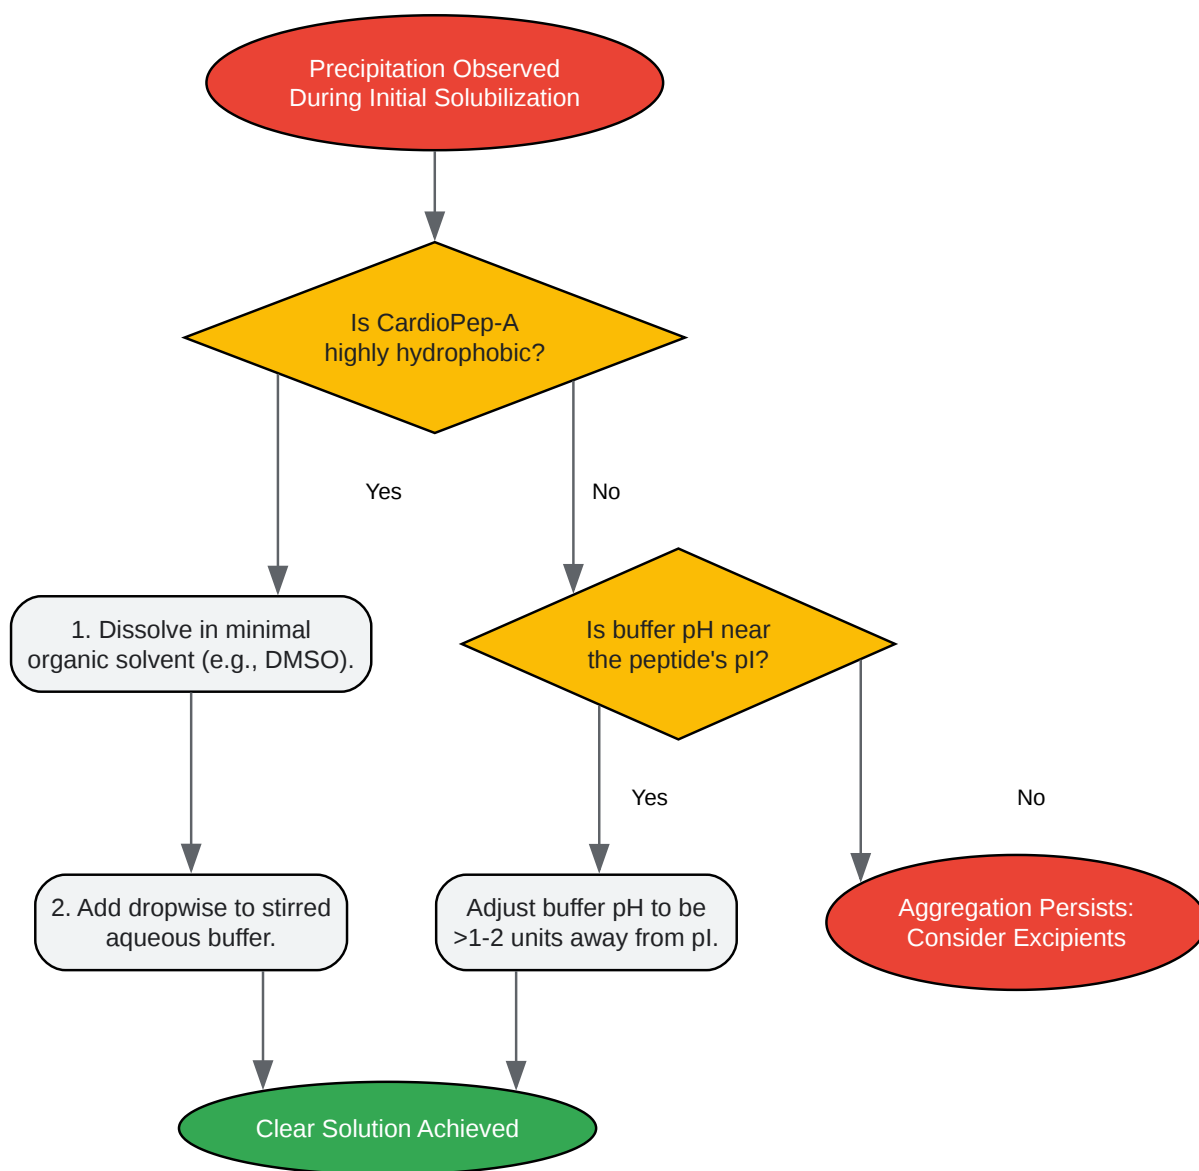 Precipitation Observed
During Initial Solubilization
Is CardioPep-A
highly hydrophobic?
Yes
No
1. Dissolve in minimal
organic solvent (e.g., DMSO).
Is buffer pH near
the peptide's pI?
Yes
No
2. Add dropwise to stirred
aqueous buffer.
Adjust buffer pH to be
>1-2 units away from pI.
Aggregation Persists:
Consider Excipients
Clear Solution Achieved